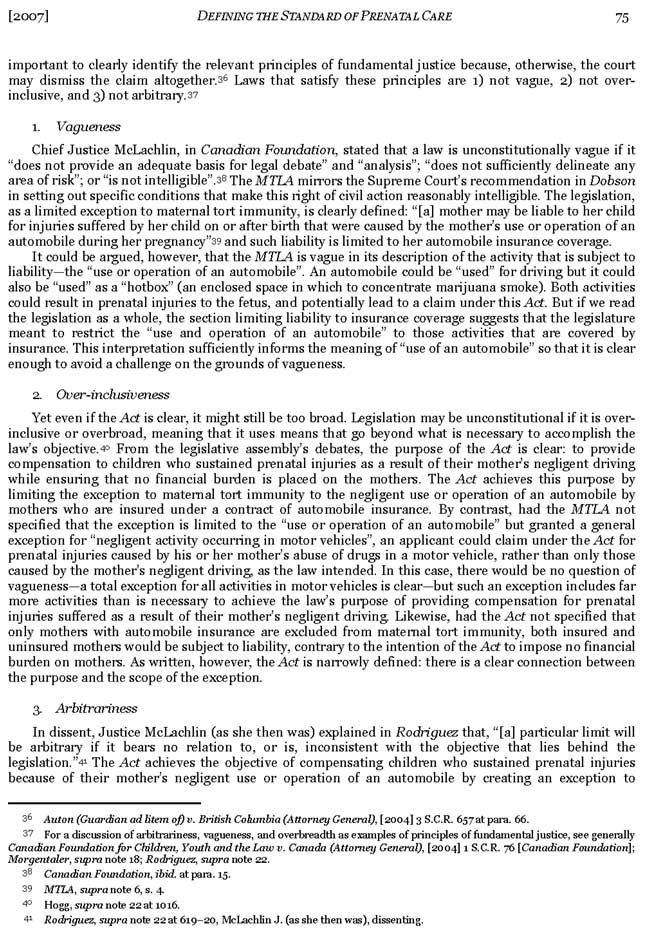 [2007] DEFINING THE STANDARD OF PRENATAL CARE 75
important to clearly identify the relevant principles of fundamental justice because, otherwise, the court
may dismiss the claim altogether.36 Laws that satisfy these principles are 1) not vague, 2) not over-
inclusive, and 3) not arbitrary.37
1. Vagueness
Chief Justice McLachlin, in Canadian Foundation, stated that a law is unconstitutionally vague if it
“does not provide an adequate basis for legal debate” and “analysis”; “does not sufficiently delineate any
area of risk”; or “is not intelligible”.38 The MTLA mirrors the Supreme Court’s recommendation in Dobson
in setting out specific conditions that make this right of civil action reasonably intelligible. The legislation,
as a limited exception to maternal tort immunity, is clearly defined: “[a] mother may be liable to her child
for injuries suffered by her child on or after birth that were caused by the mother’s use or operation of an
automobile during her pregnancy”39 and such liability is limited to her automobile insurance coverage.
It could be argued, however, that the MTLA is vague in its description of the activity that is subject to
liability—the “use or operation of an automobile”. An automobile could be “used” for driving but it could
also be “used” as a “hotbox” (an enclosed space in which to concentrate marijuana smoke). Both activities
could result in prenatal injuries to the fetus, and potentially lead to a claim under this Act. But if we read
the legislation as a whole, the section limiting liability to insurance coverage suggests that the legislature
meant to restrict the “use and operation of an automobile” to those activities that are covered by
insurance. This interpretation sufficiently informs the meaning of “use of an automobile” so that it is clear
enough to avoid a challenge on the grounds of vagueness.
2. Over-inclusiveness
Yet even if the Act is clear, it might still be too broad. Legislation may be unconstitutional if it is over-
inclusive or overbroad, meaning that it uses means that go beyond what is necessary to accomplish the
law’s objective.40 From the legislative assembly’s debates, the purpose of the Act is clear: to provide
compensation to children who sustained prenatal injuries as a result of their mother’s negligent driving
while ensuring that no financial burden is placed on the mothers. The Act achieves this purpose by
limiting the exception to maternal tort immunity to the negligent use or operation of an automobile by
mothers who are insured under a contract of automobile insurance. By contrast, had the MTLA not
specified that the exception is limited to the “use or operation of an automobile” but granted a general
exception for “negligent activity occurring in motor vehicles”, an applicant could claim under the Act for
prenatal injuries caused by his or her mother’s abuse of drugs in a motor vehicle, rather than only those
caused by the mother’s negligent driving, as the law intended. In this case, there would be no question of
vagueness—a total exception for all activities in motor vehicles is clear—but such an exception includes far
more activities than is necessary to achieve the law’s purpose of providing compensation for prenatal
injuries suffered as a result of their mother’s negligent driving. Likewise, had the Act not specified that
only mothers with automobile insurance are excluded from maternal tort immunity, both insured and
uninsured mothers would be subject to liability, contrary to the intention of the Act to impose no financial
burden on mothers. As written, however, the Act is narrowly defined: there is a clear connection between
the purpose and the scope of the exception.
3. Arbitrariness
In dissent, Justice McLachlin (as she then was) explained in Rodriguez that, “[a] particular limit will
be arbitrary if it bears no relation to, or is, inconsistent with the objective that lies behind the
legislation.”41 The Act achieves the objective of compensating children who sustained prenatal injuries
because of their mother’s negligent use or operation of an automobile by creating an exception to
36 Auton (Guardian ad litem of) v. British Columbia (Attorney General), [2004] 3 S.C.R. 657 at para. 66.
37 For a discussion of arbitrariness, vagueness, and overbreadth as examples of principles of fundamental justice, see generally
Canadian Foundation for Children, Youth and the Law v. Canada (Attorney General), [2004] 1 S.C.R. 76 [Canadian Foundation];
Morgentaler, supra note 18; Rodriguez, supra note 22.
38 Canadian Foundation, ibid. at para. 15.
39 MTLA, supra note 6, s. 4.
40 Hogg, supra note 22 at 1016.
41 Rodriguez, supra note 22 at 619–20, McLachlin J. (as she then was), dissenting.